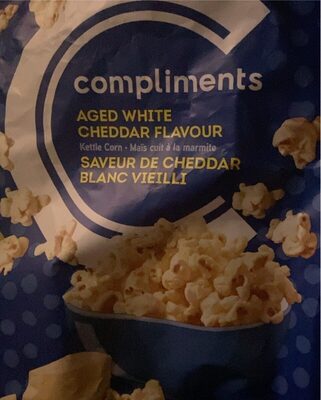 compliments
AGED WHITE
CHEDDAR FLAVOUR
Kettle Corn - Maïs cuit à la marmite
SAVEUR DE CHEDDAR
BLANC VIEILLI